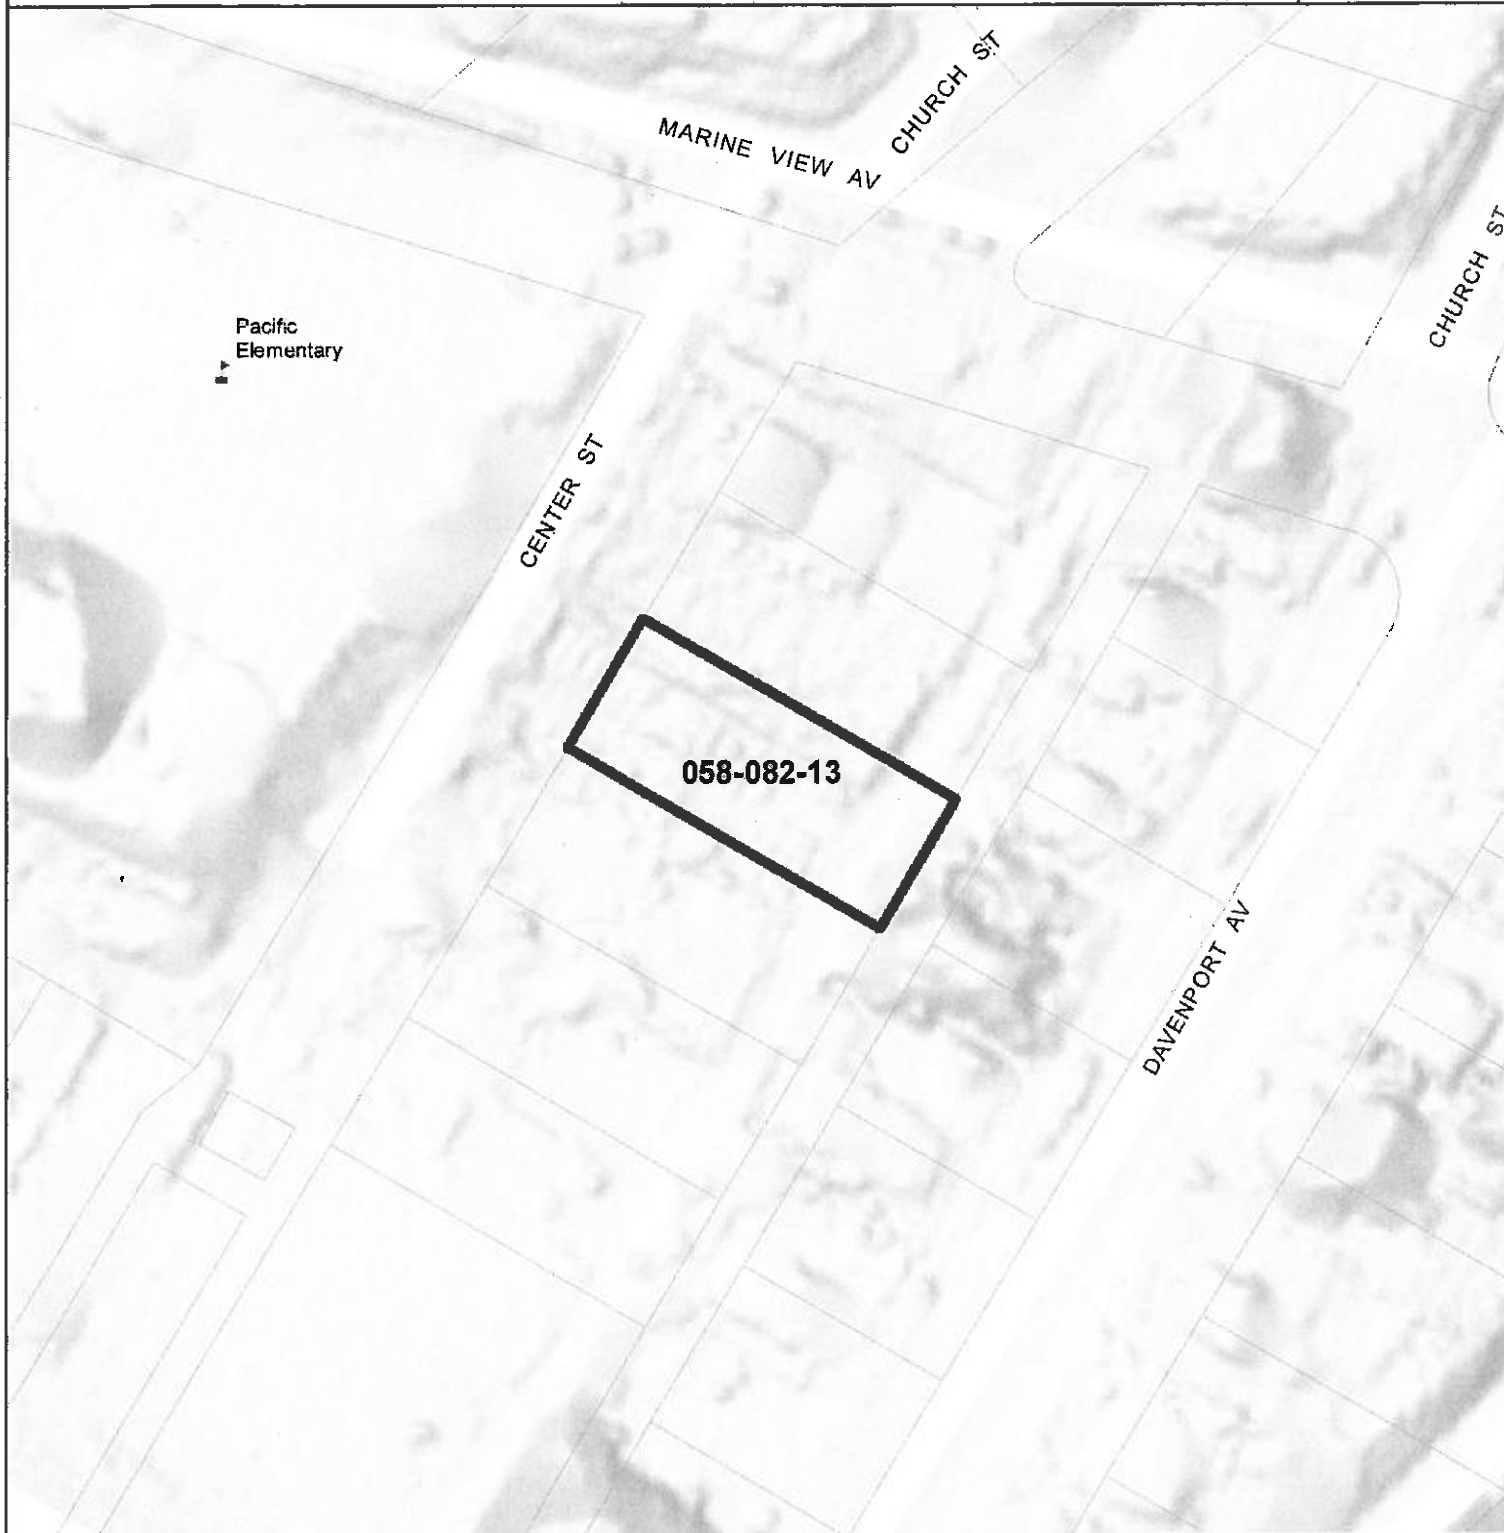 CHURCH ST
MARINE VIEW AV
CHURCH ST
Pacific
Elementary
CENTER ST
058-082-13
DAVENPORT AV